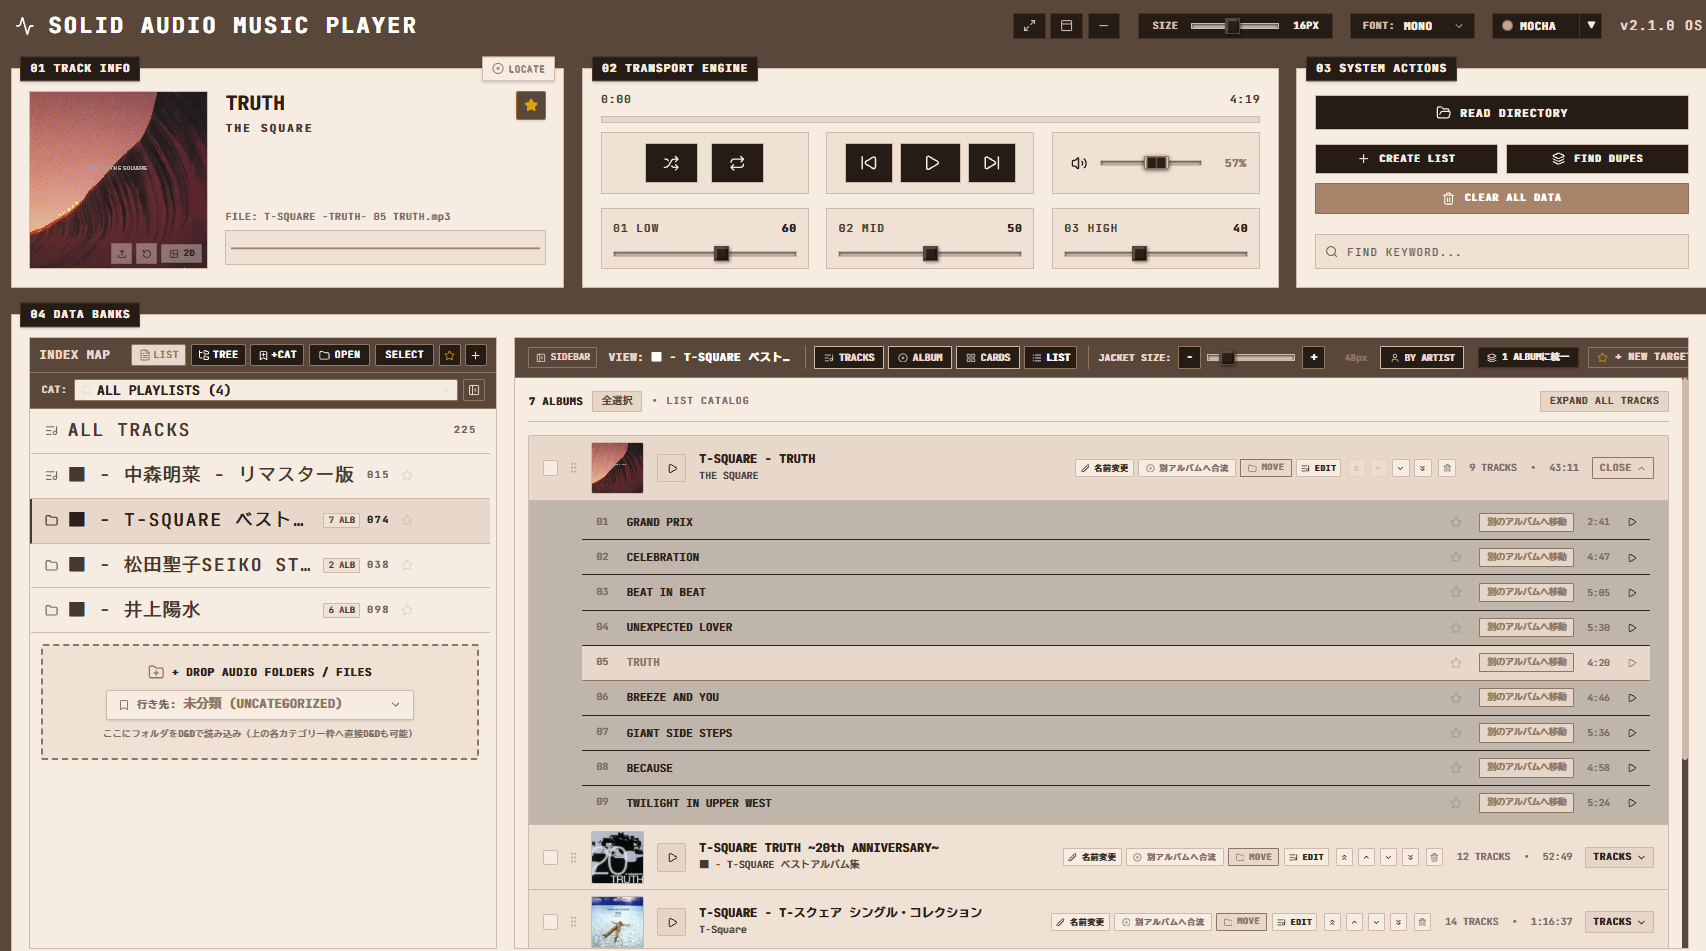 SOLID AUDIO MUSIC PLAYER
SIZE 16PX FONT: MONO MOCHA ▼ v2.1.0 OS
01 TRACK INFO
LOCATE
TRUTH
THE SQUARE
FILE: T-SQUARE -TRUTH- 05 TRUTH.mp3
2D
02 TRANSPORT ENGINE
0:00 4:19
57%
01 LOW 60
02 MID 50
03 HIGH 40
03 SYSTEM ACTIONS
READ DIRECTORY
CREATE LIST
FIND DUPES
CLEAR ALL DATA
FIND KEYWORD...
04 DATA BANKS
INDEX MAP LIST TREE +CAT OPEN SELECT +
CAT: ALL PLAYLISTS (4)
ALL TRACKS 225
■ - 中森明菜 - リマスター版 015
■ - T-SQUARE ベスト… 7 ALB 074
■ - 松田聖子SEIKO ST… 2 ALB 038
■ - 井上陽水 6 ALB 098
+ DROP AUDIO FOLDERS / FILES
行き先: 未分類 (UNCATEGORIZED)
ここにフォルダをD&Dで読み込み (上の各カテゴリー枠へ直接D&Dも可能)
SIDEBAR VIEW: ■ - T-SQUARE ベスト… TRACKS ALBUM CARDS LIST JACKET SIZE: - + 48px BY ARTIST 1 ALBUMに統一 + NEW TARGET
7 ALBUMS 全選択 • LIST CATALOG EXPAND ALL TRACKS
T-SQUARE - TRUTH
THE SQUARE
名前変更 別アルバムへ合流 MOVE EDIT 9 TRACKS • 43:11 CLOSE
01 GRAND PRIX 別のアルバムへ移動 2:41
02 CELEBRATION 別のアルバムへ移動 4:47
03 BEAT IN BEAT 別のアルバムへ移動 5:05
04 UNEXPECTED LOVER 別のアルバムへ移動 5:30
05 TRUTH 別のアルバムへ移動 4:20
06 BREEZE AND YOU 別のアルバムへ移動 4:46
07 GIANT SIDE STEPS 別のアルバムへ移動 5:36
08 BECAUSE 別のアルバムへ移動 4:58
09 TWILIGHT IN UPPER WEST 別のアルバムへ移動 5:24
20
TRUTH
T-SQUARE TRUTH ~20th ANNIVERSARY~
■ - T-SQUARE ベストアルバム集
名前変更 別アルバムへ合流 MOVE EDIT 12 TRACKS • 52:49 TRACKS
T-SQUARE - T-スクェア シングル・コレクション
T-Square
名前変更 別アルバムへ合流 MOVE EDIT 14 TRACKS • 1:16:37 TRACKS